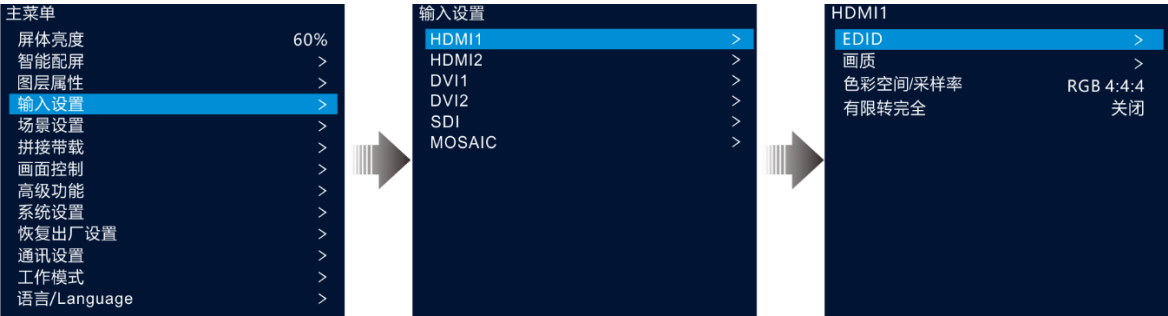 主菜单
屏体亮度 60%
智能配屏 >
图层属性 >
输入设置 >
场景设置 >
拼接带载 >
画面控制 >
高级功能 >
系统设置 >
恢复出厂设置 >
通讯设置 >
工作模式 >
语言/Language >
输入设置
HDMI1 >
HDMI2 >
DVI1 >
DVI2 >
SDI >
MOSAIC >
HDMI1
EDID >
画质 >
色彩空间/采样率 RGB 4:4:4
有限转完全 关闭